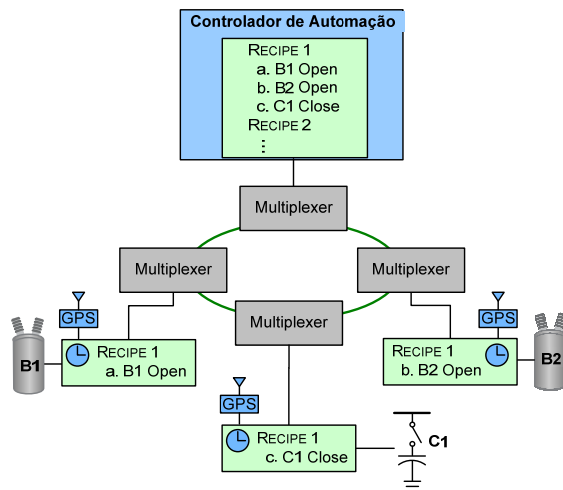 Controlador de Automação
RECIPE 1
a. B1 Open
b. B2 Open
c. C1 Close
RECIPE 2
...
Multiplexer
Multiplexer
Multiplexer
Multiplexer
GPS
B1
RECIPE 1
a. B1 Open
GPS
RECIPE 1
b. B2 Open
B2
GPS
RECIPE 1
c. C1 Close
C1